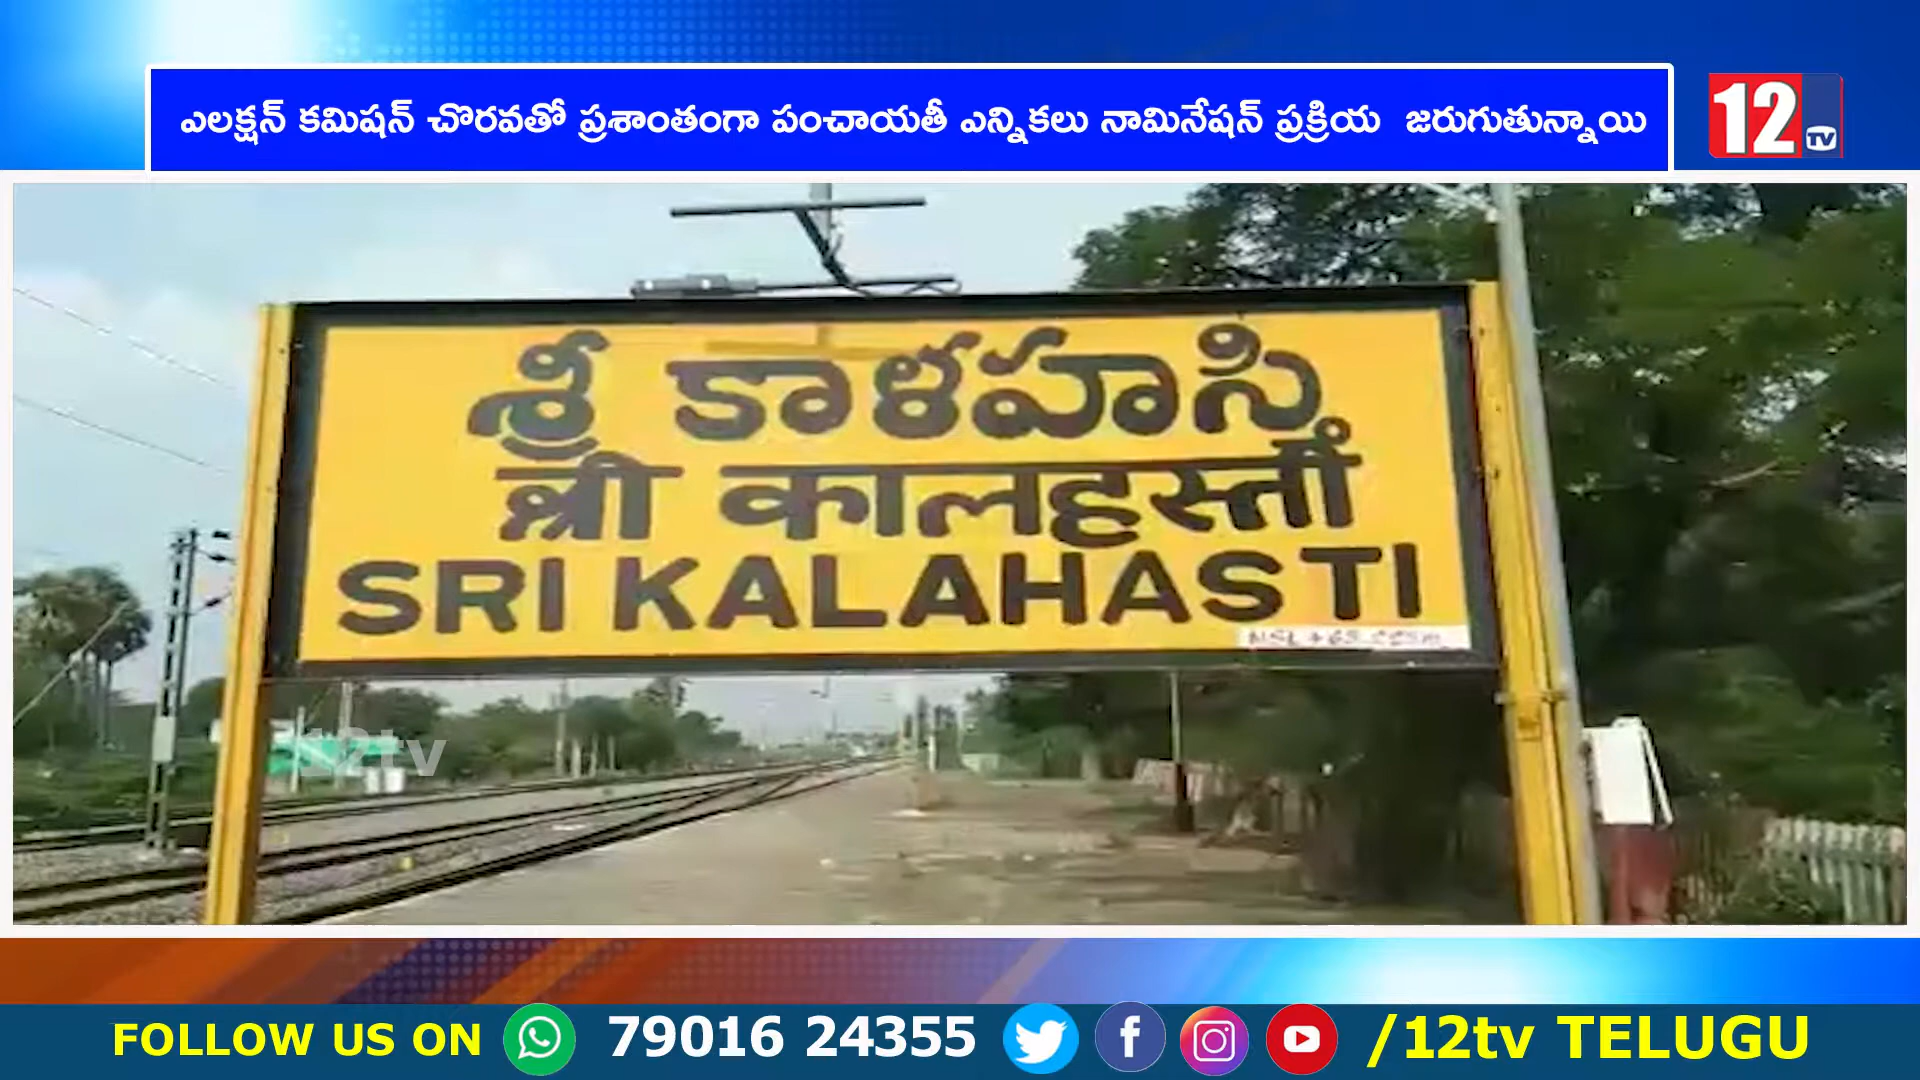 ఎలక్షన్ కమిషన్ చొరవతో ప్రశాంతంగా పంచాయతీ ఎన్నికలు నామినేషన్ ప్రక్రియ జరుగుతున్నాయి
12 TV
శ్రీ కాళహస్తి
श्री कालहस्ती
SRI KALAHASTI
12tv
FOLLOW US ON 79016 24355 /12tv TELUGU